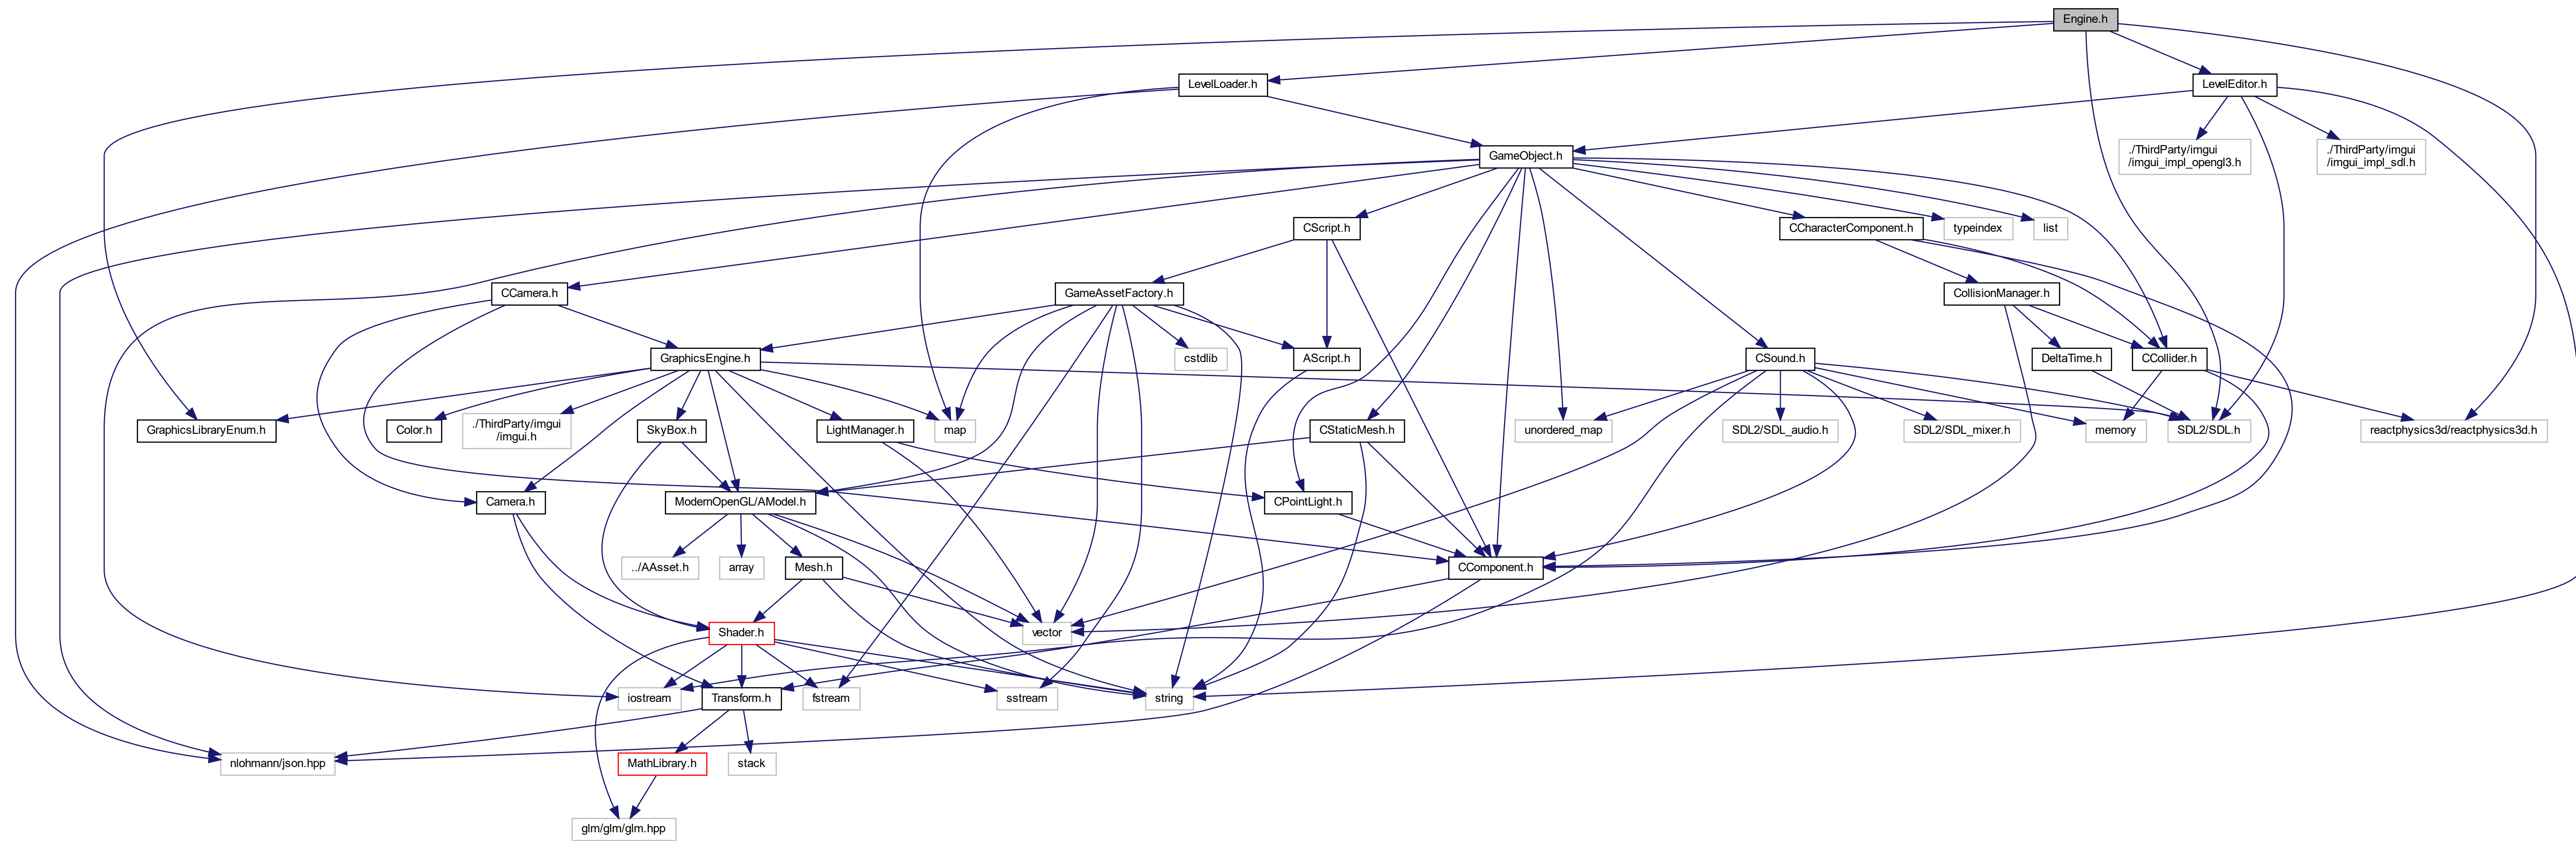 Engine.h
LevelLoader.h
LevelEditor.h
GameObject.h
./ThirdParty/imgui
/imgui_impl_opengl3.h
./ThirdParty/imgui
/imgui_impl_sdl.h
CScript.h
CCharacterComponent.h
typeindex
list
CCamera.h
GameAssetFactory.h
CollisionManager.h
GraphicsEngine.h
cstdlib
AScript.h
CSound.h
DeltaTime.h
CCollider.h
GraphicsLibraryEnum.h
Color.h
./ThirdParty/imgui
/imgui.h
SkyBox.h
LightManager.h
map
CStaticMesh.h
unordered_map
SDL2/SDL_audio.h
SDL2/SDL_mixer.h
memory
SDL2/SDL.h
reactphysics3d/reactphysics3d.h
Camera.h
ModernOpenGL/AModel.h
CPointLight.h
../AAsset.h
array
Mesh.h
CComponent.h
Shader.h
vector
iostream
Transform.h
fstream
sstream
string
nlohmann/json.hpp
MathLibrary.h
stack
glm/glm/glm.hpp